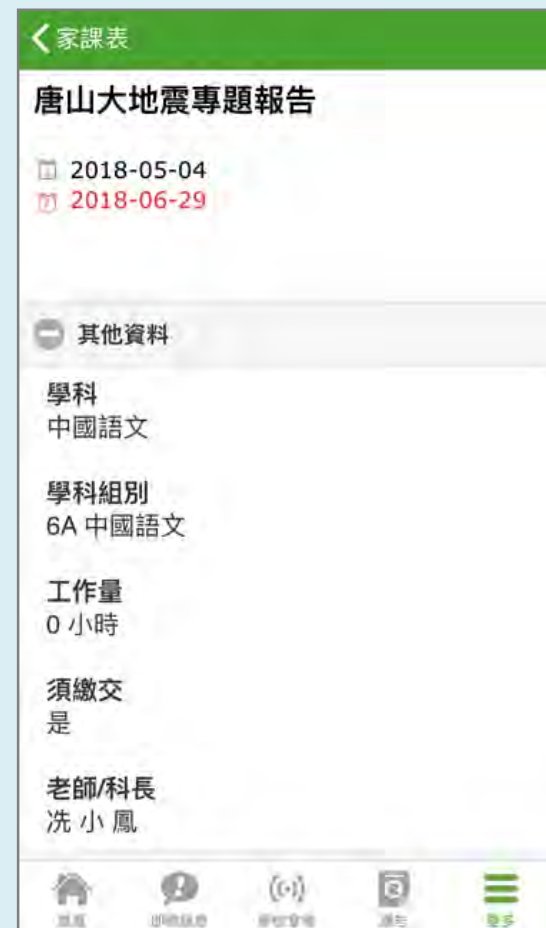 家課表
唐山大地震專題報告
2018-05-04
2018-06-29
其他資料
學科
中國語文
學科組別
6A 中國語文
工作量
0 小時
須繳交
是
老師/科長
冼 小 鳳
更多